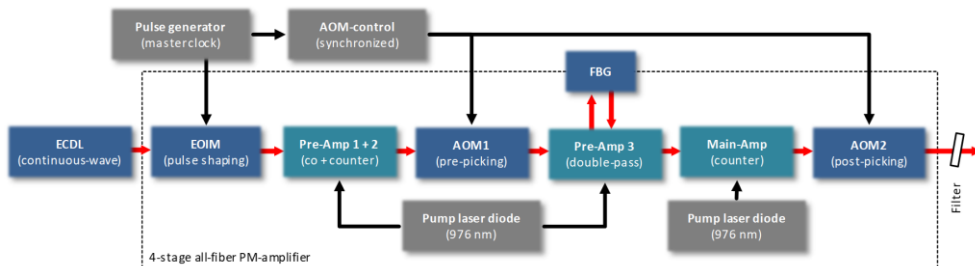 Pulse generator
(master clock)
AOM-control
(synchronized)
FBG
ECDL
(continuous-wave)
EOIM
(pulse shaping)
Pre-Amp 1 + 2
(co + counter)
AOM1
(pre-picking)
Pre-Amp 3
(double-pass)
Main-Amp
(counter)
AOM2
(post-picking)
Filter
Pump laser diode
(976 nm)
Pump laser diode
(976 nm)
4-stage all-fiber PM-amplifier